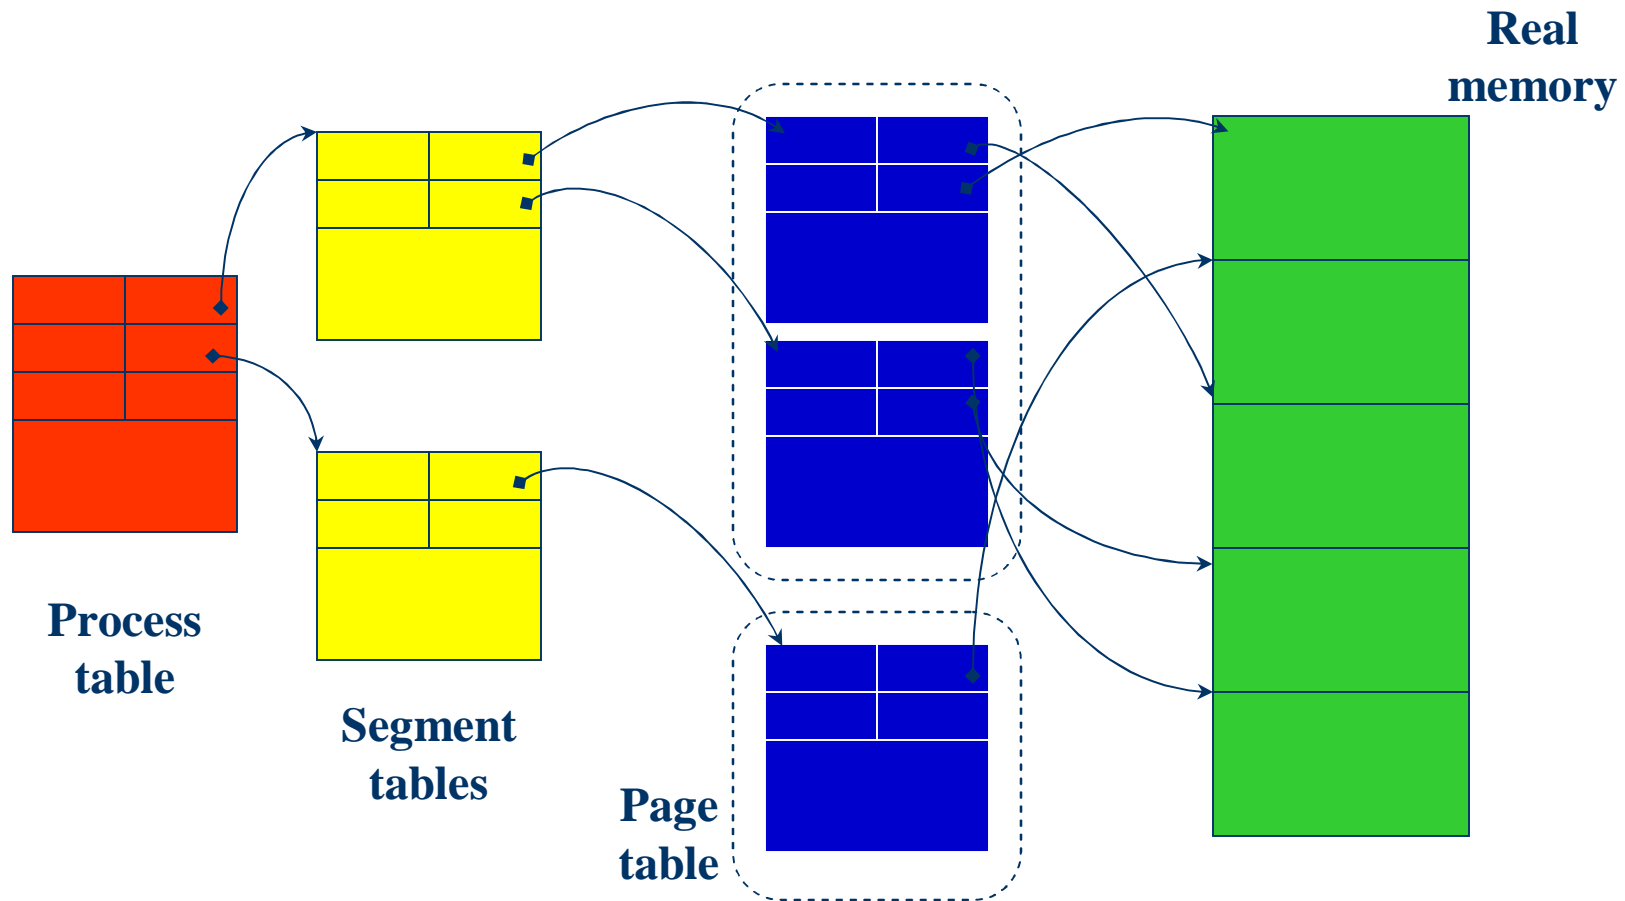 Real
memory
Process
table
Segment
tables
Page
table